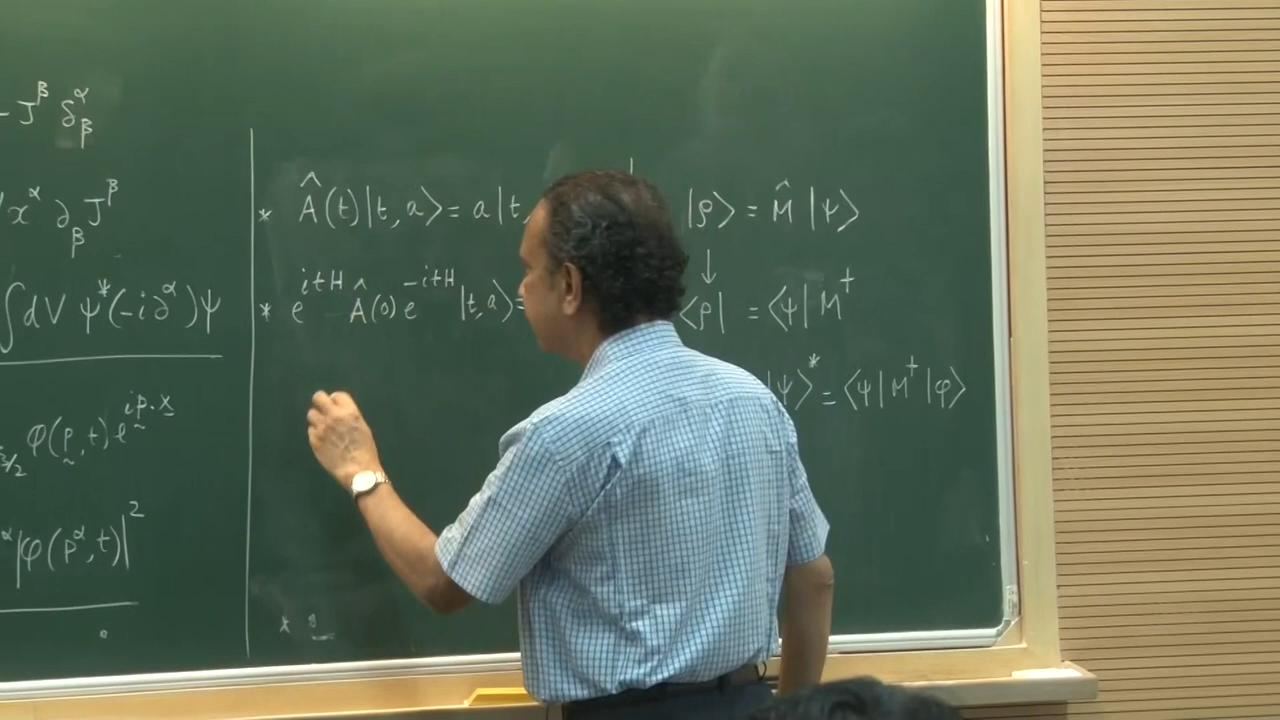 - J^β δ^α_β
x^α ∂_β J^β
∫dV ψ*(-i∂^α)ψ
φ(p,t) e^{ip·x}
|φ(p^α,t)|²
* Â(t)|t,a⟩ = a|t,
* e^{itH} Â(0) e^{-itH} |t,a⟩ =
|ρ⟩ = M̂ |ψ⟩
↓
⟨ρ| = ⟨ψ| M†
|ψ⟩* = ⟨ψ|M†|φ⟩
*